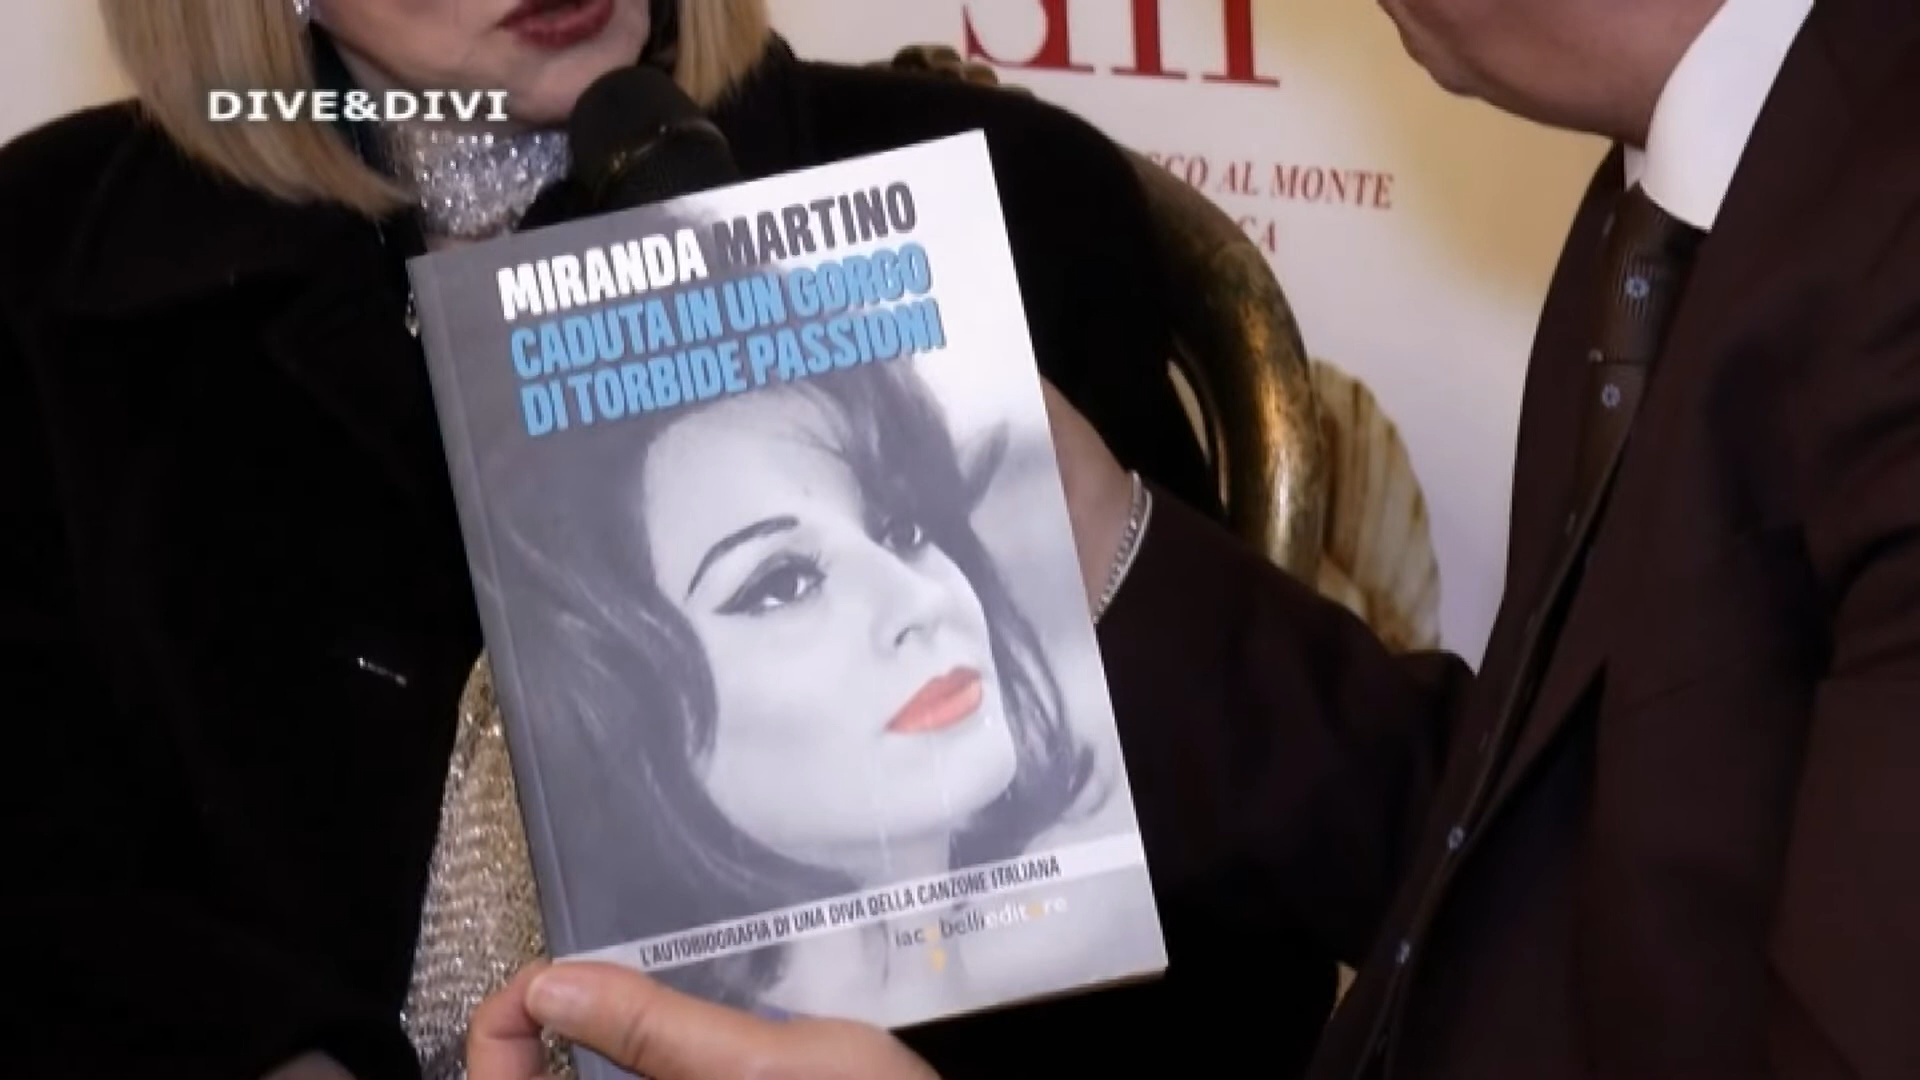 DIVE&DIVI
MIRANDA MARTINO
CADUTA IN UN GORGO
DI TORBIDE PASSIONI
L'AUTOBIOGRAFIA DI UNA DIVA DELLA CANZONE ITALIANA
iacobellieditore
AL MONTE